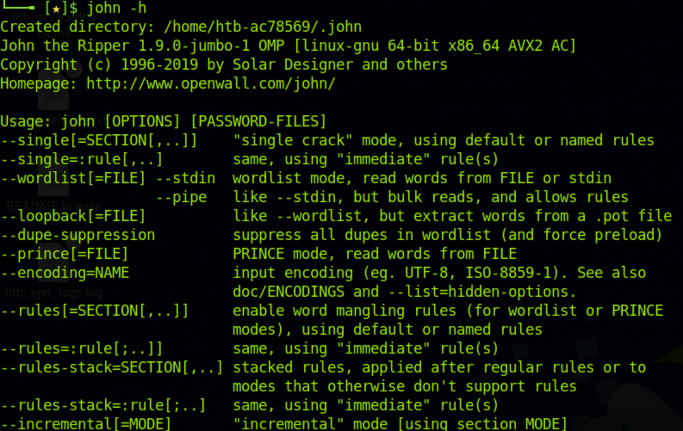 [★]$ john -h
Created directory: /home/htb-ac78569/.john
John the Ripper 1.9.0-jumbo-1 OMP [linux-gnu 64-bit x86_64 AVX2 AC]
Copyright (c) 1996-2019 by Solar Designer and others
Homepage: http://www.openwall.com/john/

Usage: john [OPTIONS] [PASSWORD-FILES]
--single[=SECTION[,..]]    "single crack" mode, using default or named rules
--single=:rule[,..]        same, using "immediate" rule(s)
--wordlist[=FILE] --stdin  wordlist mode, read words from FILE or stdin
                  --pipe   like --stdin, but bulk reads, and allows rules
--loopback[=FILE]          like --wordlist, but extract words from a .pot file
--dupe-suppression         suppress all dupes in wordlist (and force preload)
--prince[=FILE]            PRINCE mode, read words from FILE
--encoding=NAME            input encoding (eg. UTF-8, ISO-8859-1). See also
                           doc/ENCODINGS and --list=hidden-options.
--rules[=SECTION[,..]]     enable word mangling rules (for wordlist or PRINCE
                           modes), using default or named rules
--rules=:rule[;..]]        same, using "immediate" rule(s)
--rules-stack=SECTION[,..] stacked rules, applied after regular rules or to
                           modes that otherwise don't support rules
--rules-stack=:rule[;..]   same, using "immediate" rule(s)
--incremental[=MODE]       "incremental" mode [using section MODE]
htb_vpn_logs.log